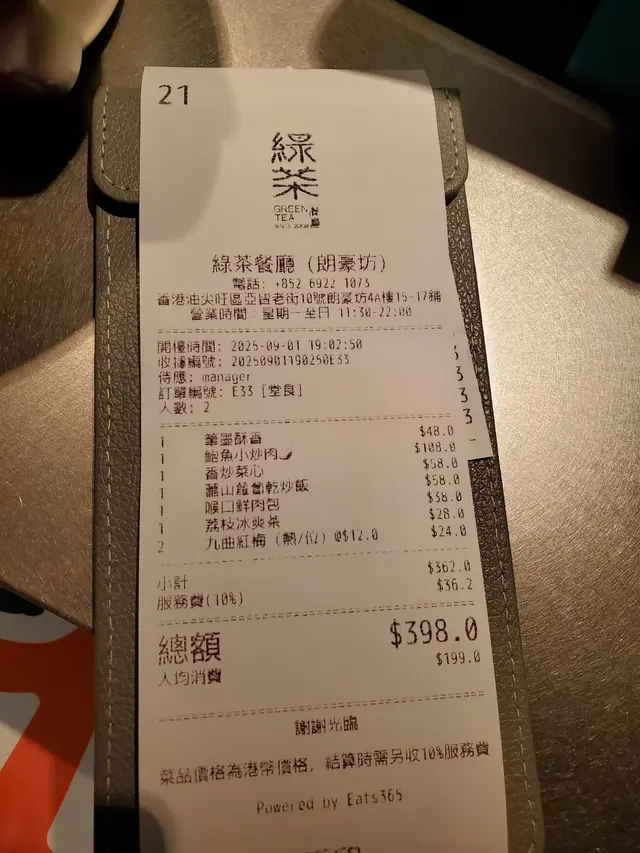 21
綠茶
GREEN TEA 餐廳
綠茶餐廳 (朗豪坊)
電話: +852 6922 1073
香港油尖旺區亞皆老街10號朗豪坊4A樓15-17鋪
營業時間: 星期一至日 11:30-22:00
開檯時間: 2025-09-01 19:02:50
收據編號: 20250901190250E33
侍應: manager
訂單編號: E33 [堂食]
人數: 2
1 筆墨酥香 $48.0
1 鮑魚小炒肉🌶 $108.0
1 香炒菜心 $58.0
1 蕭山蘿蔔乾炒飯 $58.0
1 喉口鮮肉包 $38.0
1 荔枝冰爽茶 $28.0
2 九曲紅梅 (熱/位) @$12.0 $24.0
小計 $362.0
服務費(10%) $36.2
總額 $398.0
人均消費 $199.0
謝謝光臨
菜品價格為港幣價格, 結算時需另收10%服務費
Powered by Eats365
3
3
3
3